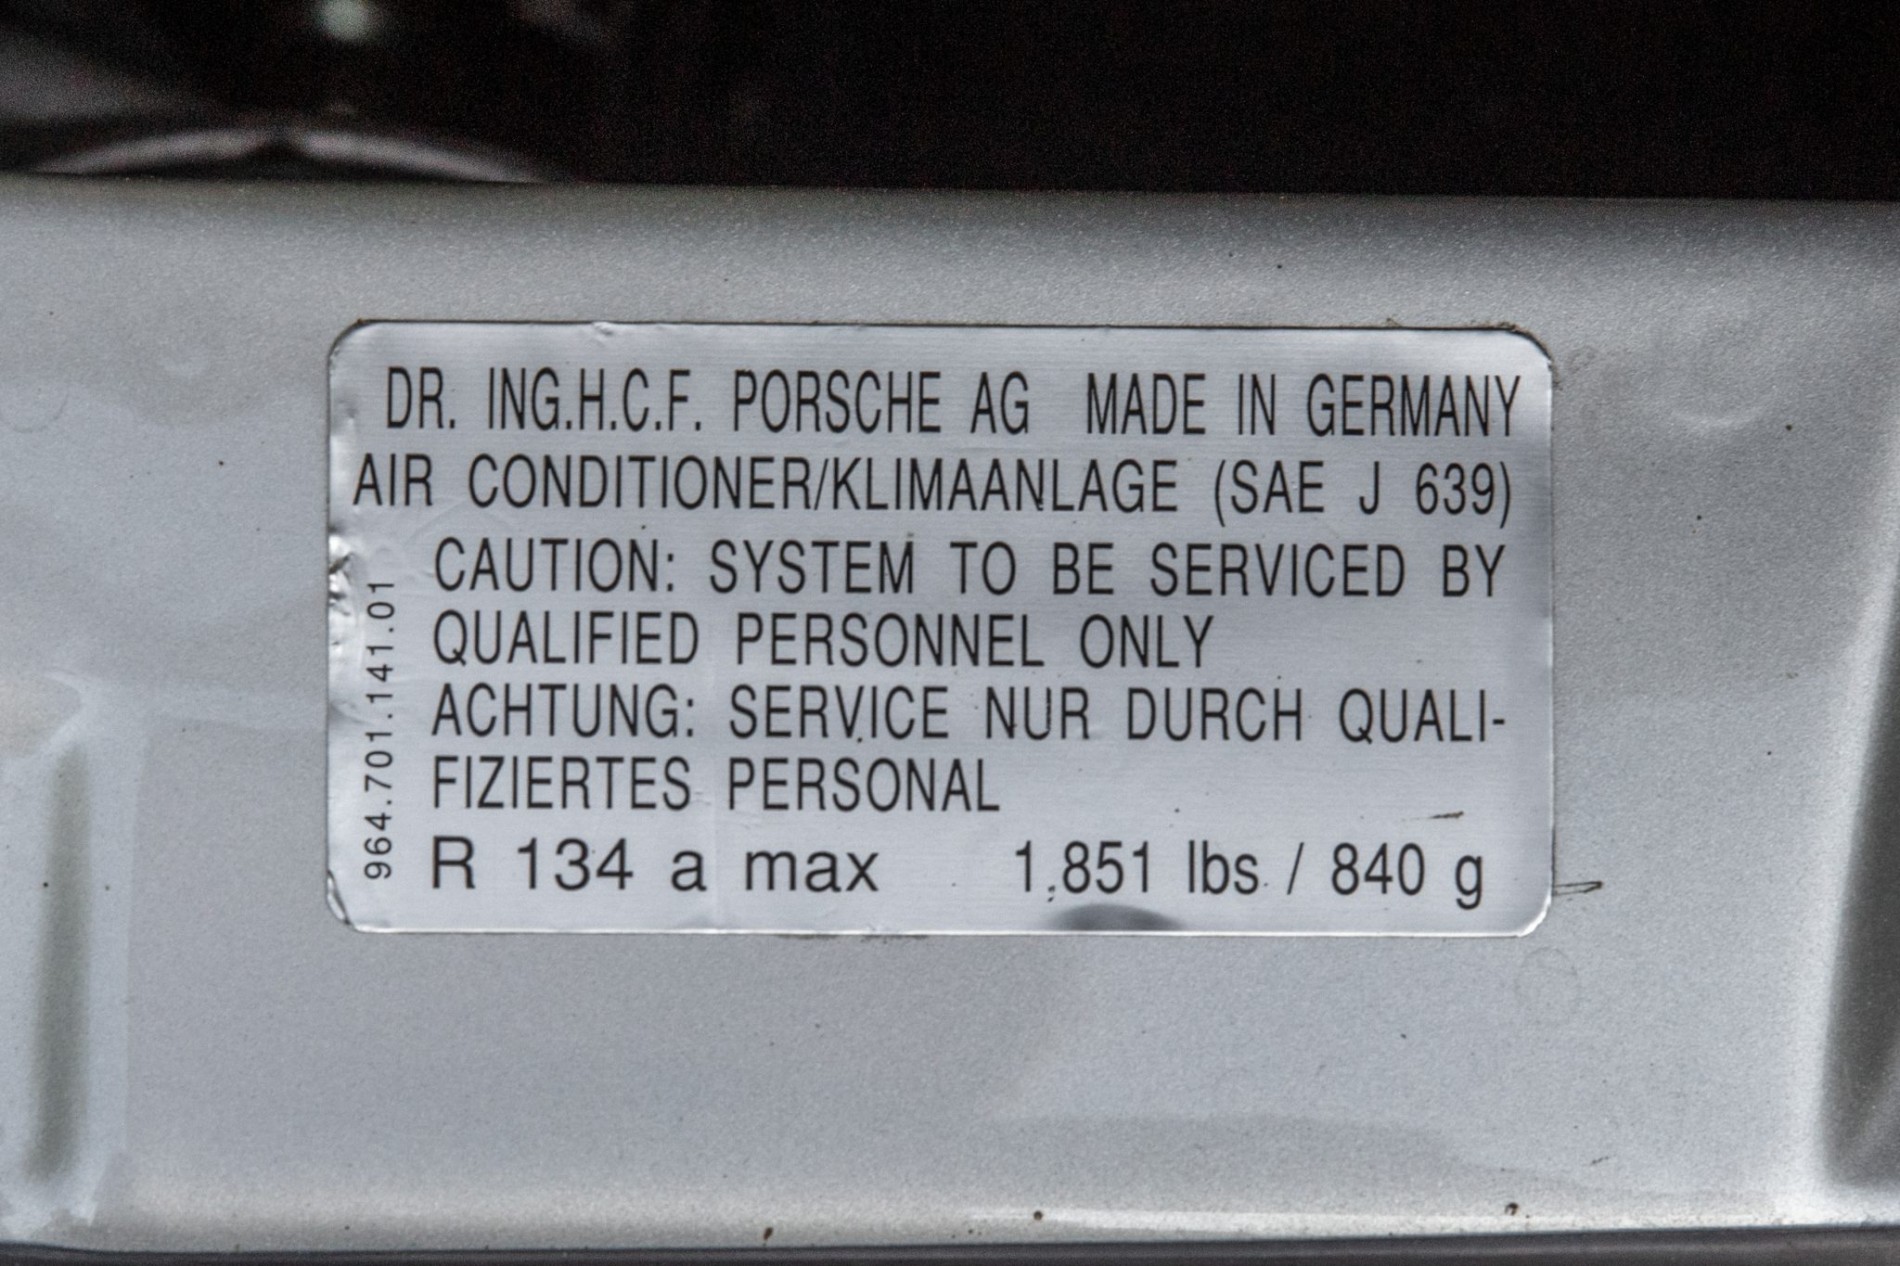 DR. ING.H.C.F. PORSCHE AG MADE IN GERMANY
AIR CONDITIONER/KLIMAANLAGE (SAE J 639)
CAUTION: SYSTEM TO BE SERVICED BY
QUALIFIED PERSONNEL ONLY
ACHTUNG: SERVICE NUR DURCH QUALI-
FIZIERTES PERSONAL
R 134 a max 1,851 lbs / 840 g
964.701.141.01